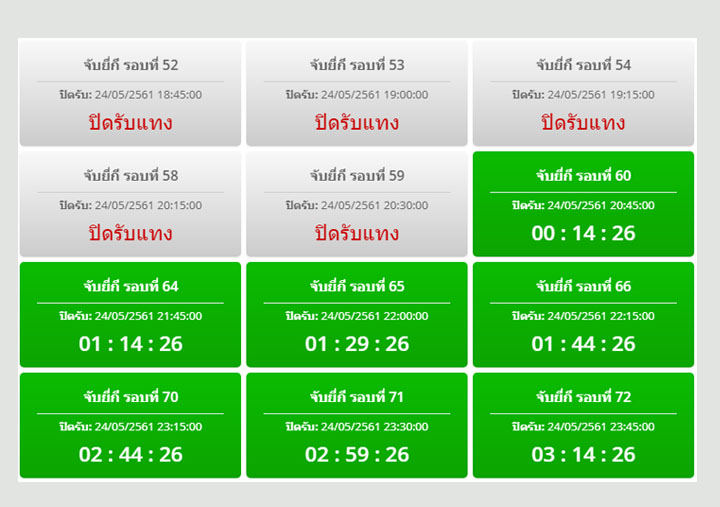 จับยี่กี รอบที่ 52
ปิดรับ: 24/05/2561 18:45:00
ปิดรับแทง
จับยี่กี รอบที่ 53
ปิดรับ: 24/05/2561 19:00:00
ปิดรับแทง
จับยี่กี รอบที่ 54
ปิดรับ: 24/05/2561 19:15:00
ปิดรับแทง
จับยี่กี รอบที่ 58
ปิดรับ: 24/05/2561 20:15:00
ปิดรับแทง
จับยี่กี รอบที่ 59
ปิดรับ: 24/05/2561 20:30:00
ปิดรับแทง
จับยี่กี รอบที่ 60
ปิดรับ: 24/05/2561 20:45:00
00 : 14 : 26
จับยี่กี รอบที่ 64
ปิดรับ: 24/05/2561 21:45:00
01 : 14 : 26
จับยี่กี รอบที่ 65
ปิดรับ: 24/05/2561 22:00:00
01 : 29 : 26
จับยี่กี รอบที่ 66
ปิดรับ: 24/05/2561 22:15:00
01 : 44 : 26
จับยี่กี รอบที่ 70
ปิดรับ: 24/05/2561 23:15:00
02 : 44 : 26
จับยี่กี รอบที่ 71
ปิดรับ: 24/05/2561 23:30:00
02 : 59 : 26
จับยี่กี รอบที่ 72
ปิดรับ: 24/05/2561 23:45:00
03 : 14 : 26